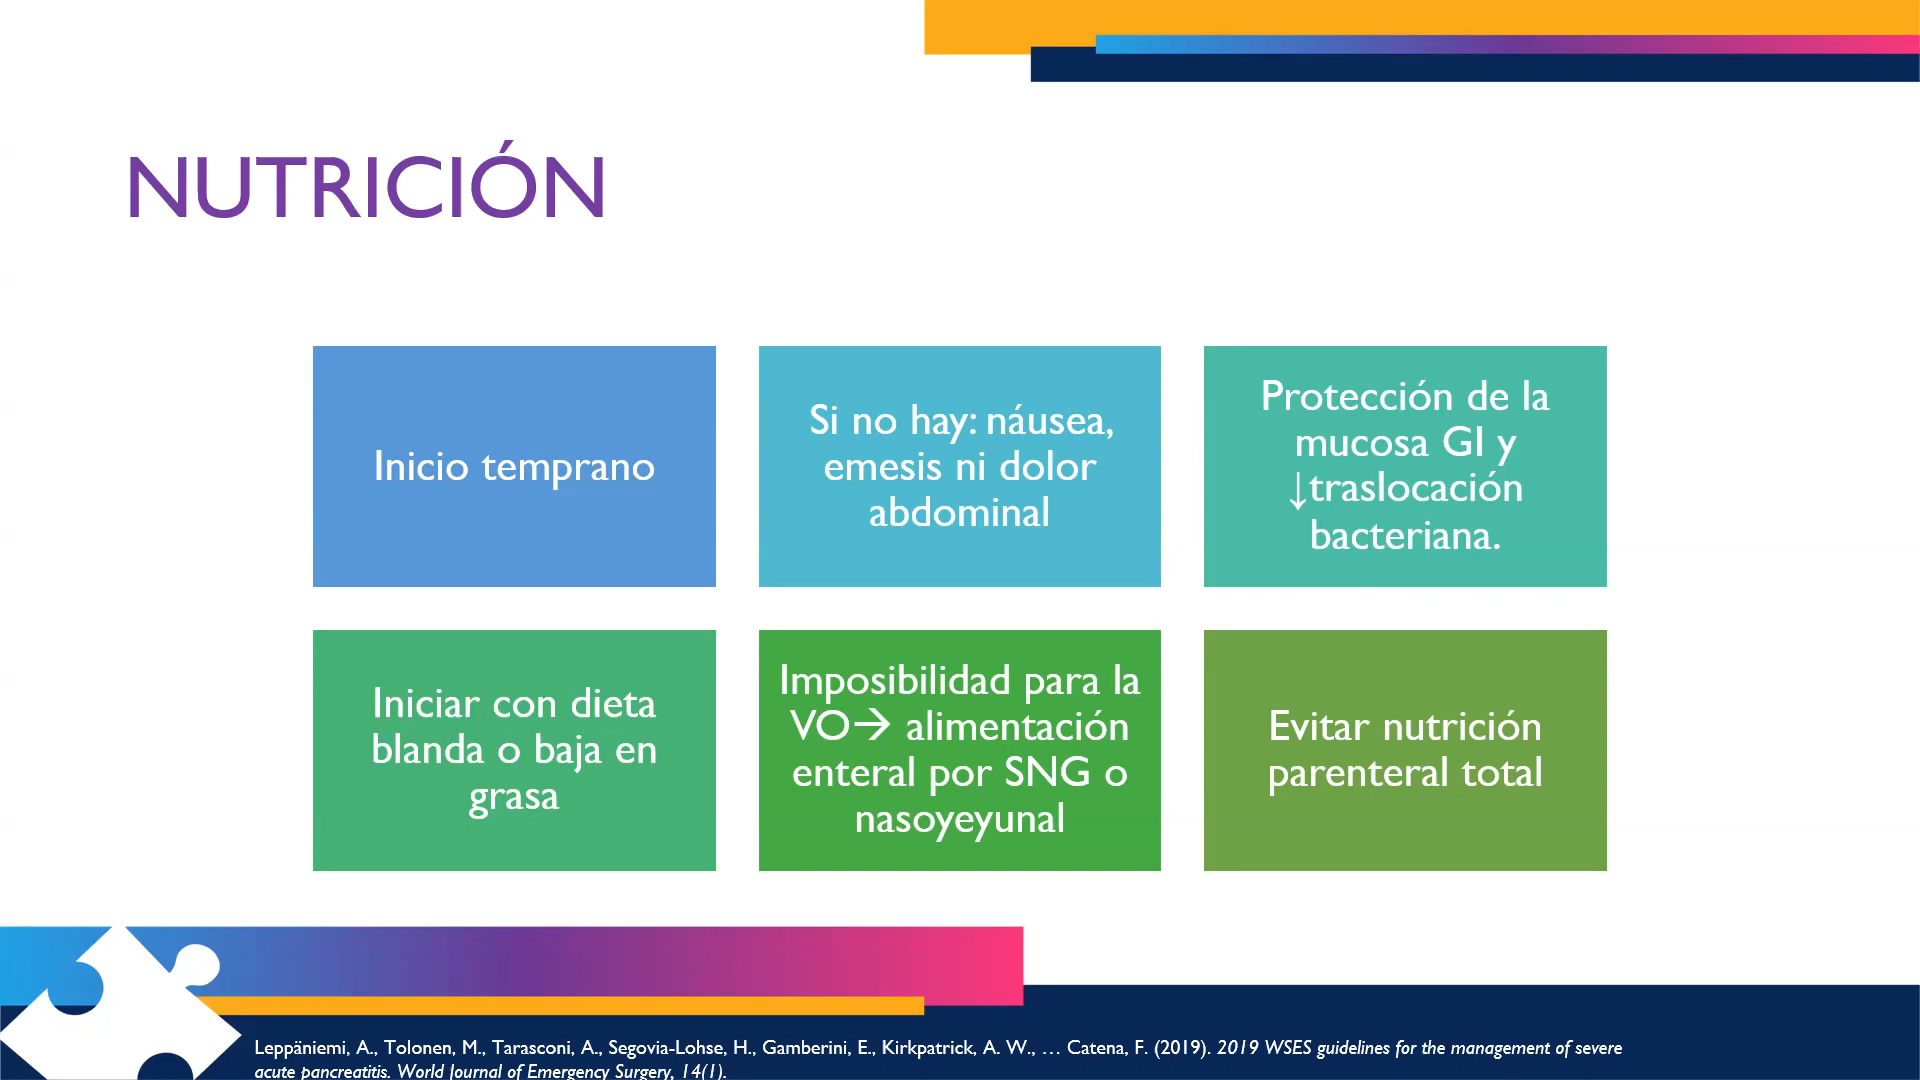 NUTRICIÓN
Inicio temprano
Si no hay: náusea,
emesis ni dolor
abdominal
Protección de la
mucosa GI y
↓traslocación
bacteriana.
Iniciar con dieta
blanda o baja en
grasa
Imposibilidad para la
VO→ alimentación
enteral por SNG o
nasoyeyunal
Evitar nutrición
parenteral total
Leppäniemi, A., Tolonen, M., Tarasconi, A., Segovia-Lohse, H., Gamberini, E., Kirkpatrick, A. W., … Catena, F. (2019). 2019 WSES guidelines for the management of severe
acute pancreatitis. World Journal of Emergency Surgery, 14(1).